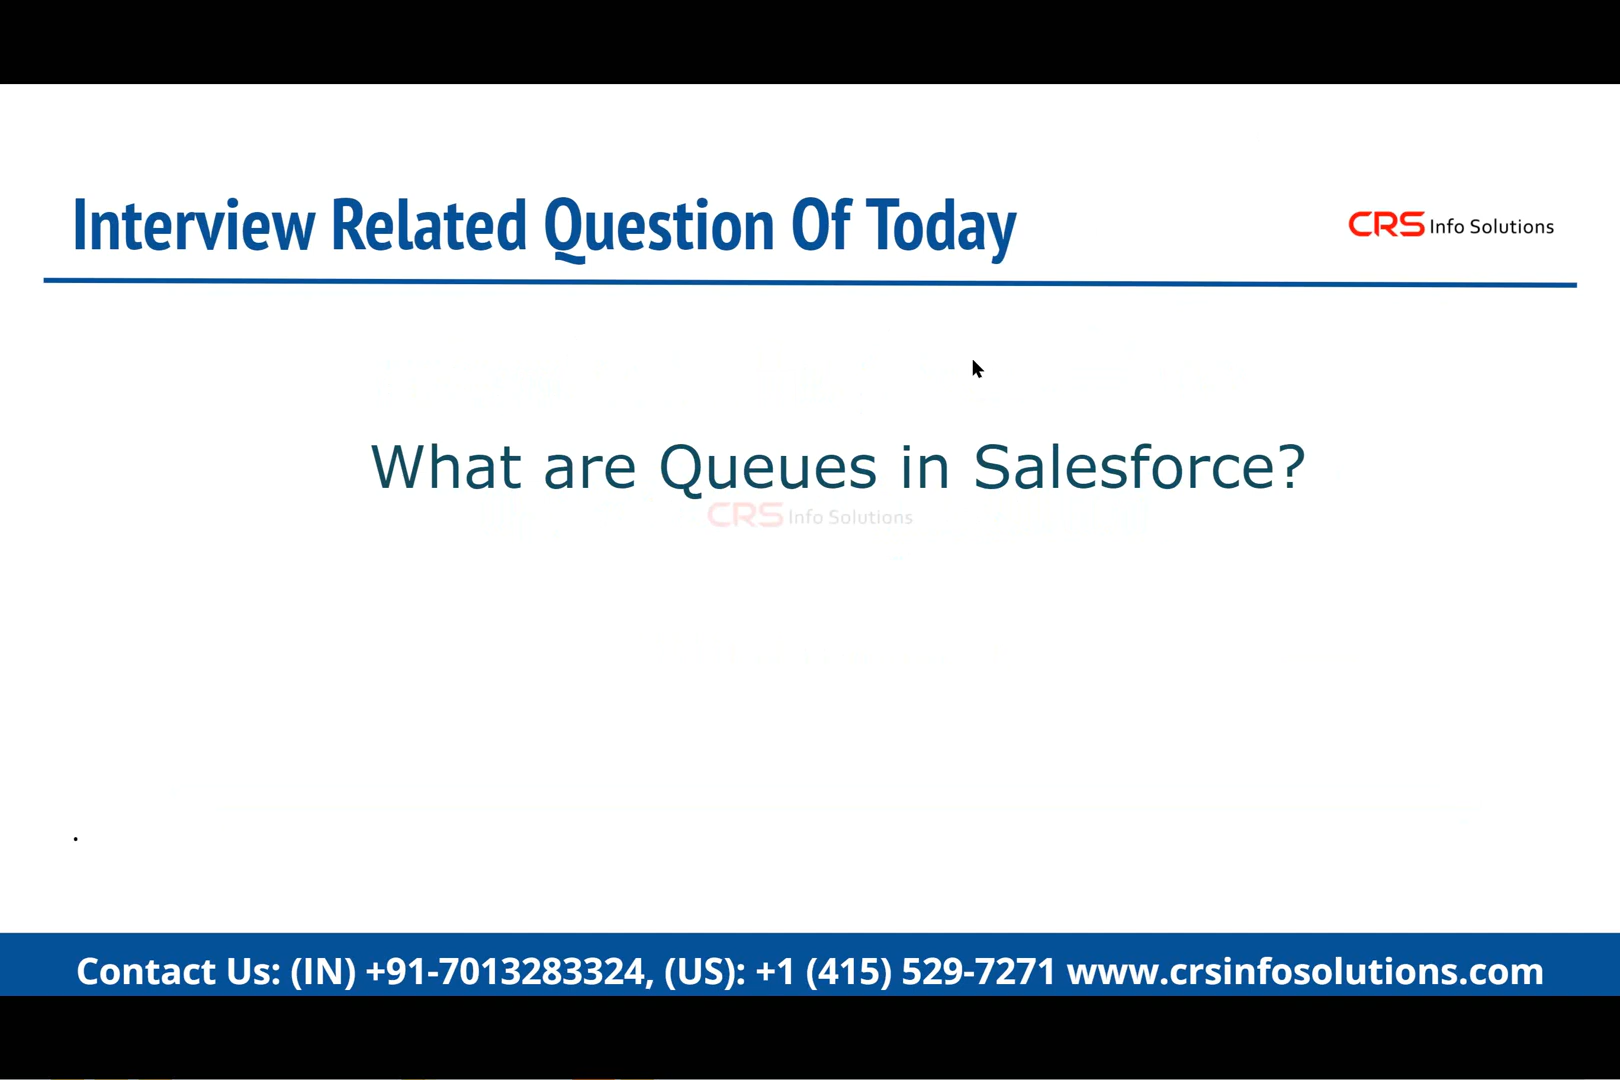 Interview Related Question Of Today
CRS Info Solutions
What are Queues in Salesforce?
CRS Info Solutions
.
Contact Us: (IN) +91-7013283324, (US): +1 (415) 529-7271 www.crsinfosolutions.com